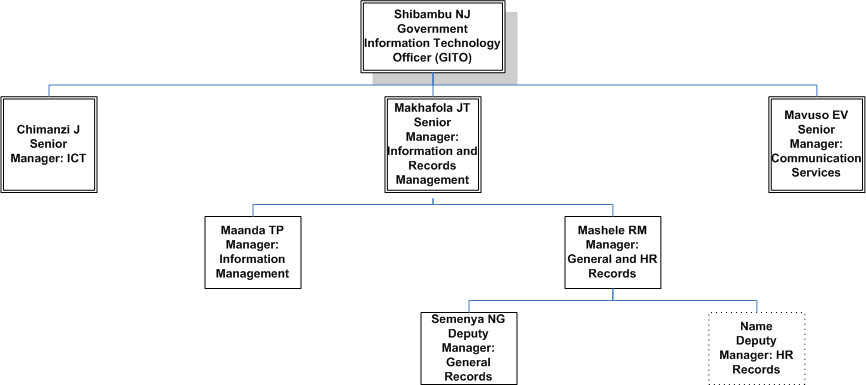 Shibambu NJ
Government
Information Technology
Officer (GITO)
Chimanzi J
Senior
Manager: ICT
Makhafola JT
Senior
Manager:
Information and
Records
Management
Mavuso EV
Senior
Manager:
Communication
Services
Maanda TP
Manager:
Information
Management
Mashele RM
Manager:
General and HR
Records
Semenya NG
Deputy
Manager:
General
Records
Name
Deputy
Manager: HR
Records